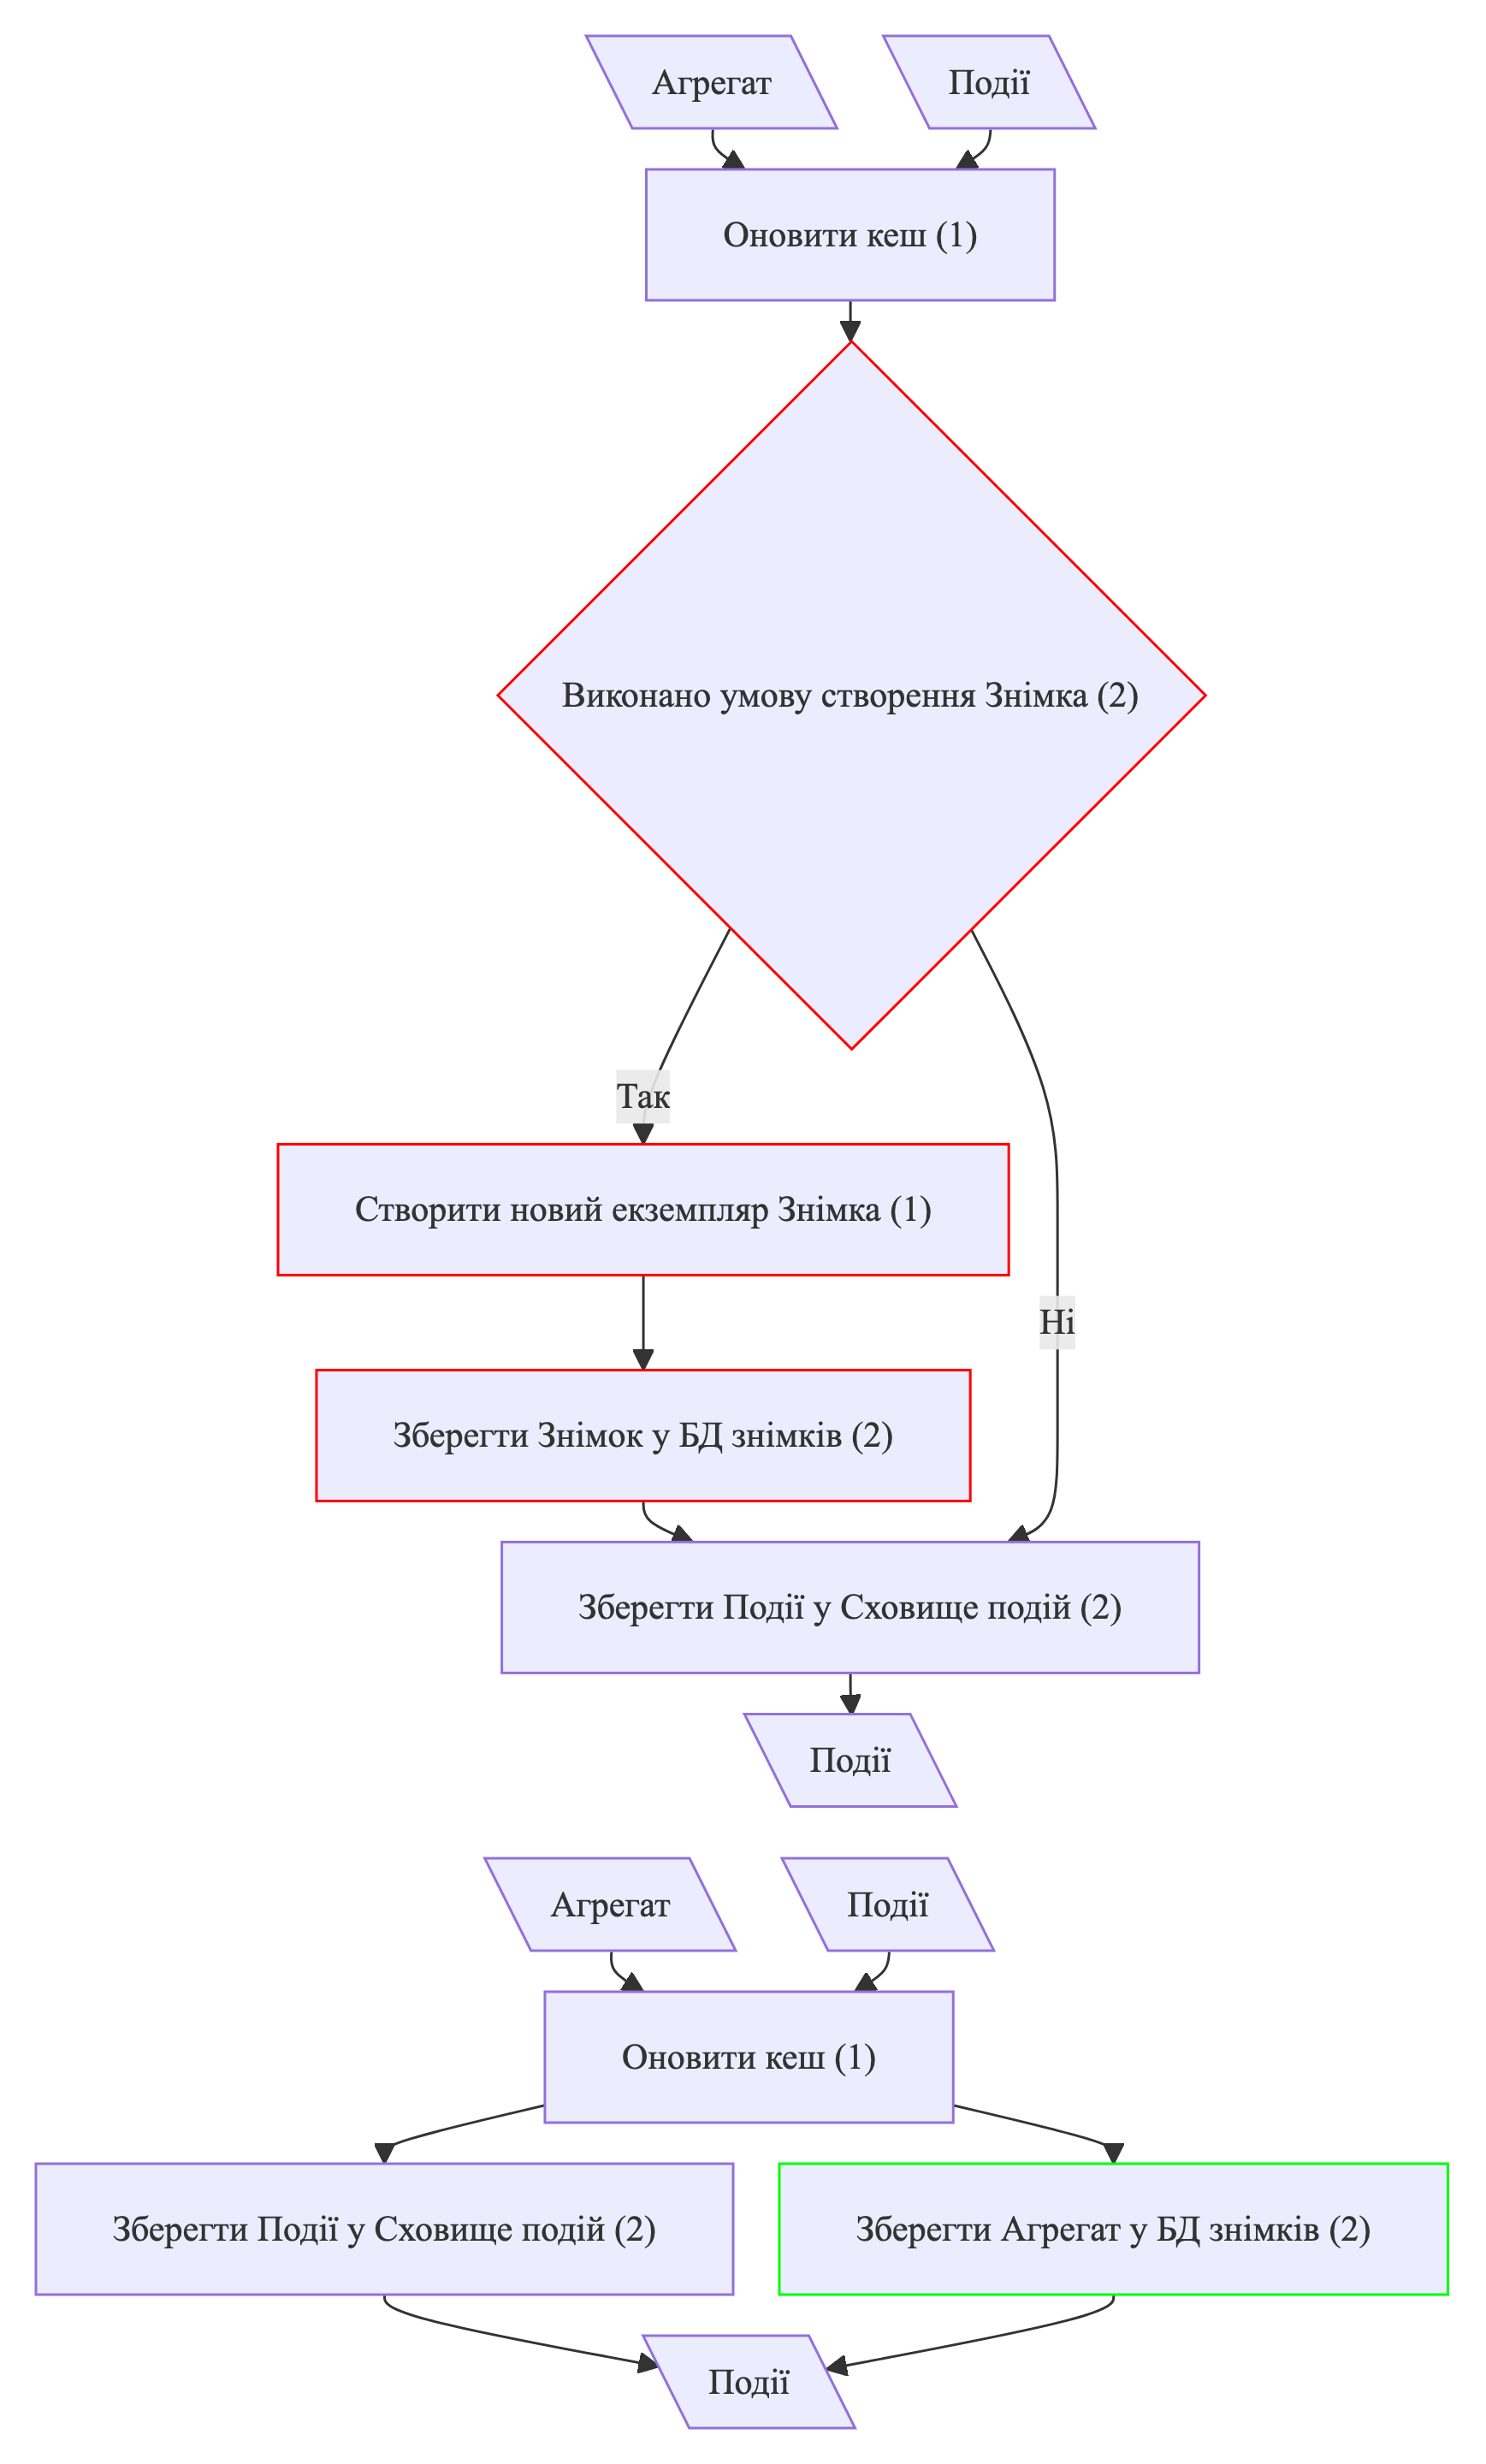 Агрегат
Події
Оновити кеш (1)
Виконано умову створення Знімка (2)
Так
Створити новий екземпляр Знімка (1)
Ні
Зберегти Знімок у БД знімків (2)
Зберегти Події у Сховище подій (2)
Події
Агрегат
Події
Оновити кеш (1)
Зберегти Події у Сховище подій (2)
Зберегти Агрегат у БД знімків (2)
Події